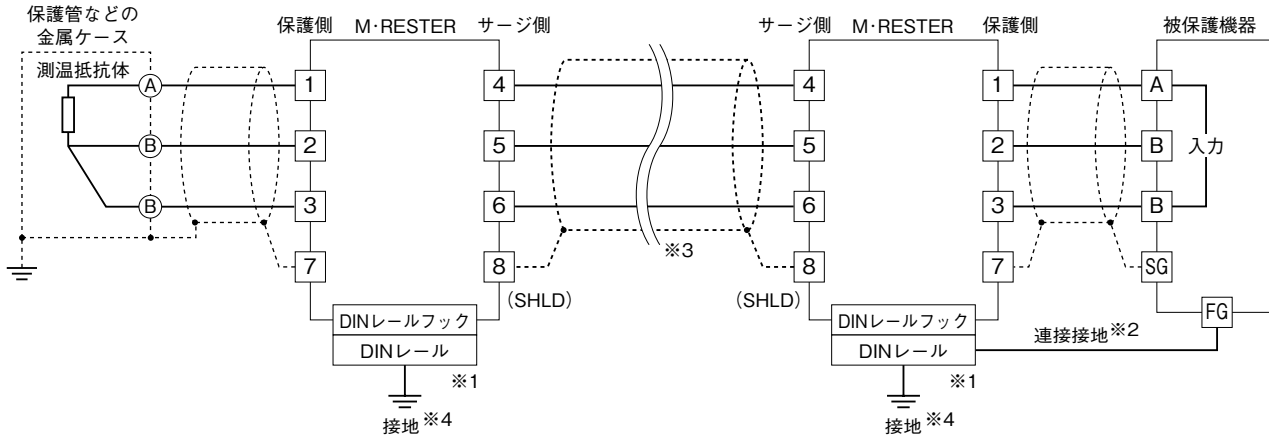 保護管などの
金属ケース
測温抵抗体
A
B
B
保護側 M・RESTER サージ側
1
2
3
7
4
5
6
8
(SHLD)
DINレールフック
DINレール
※1
接地※4
※3
サージ側 M・RESTER 保護側
4
5
6
8
(SHLD)
1
2
3
7
DINレールフック
DINレール
※1
接地※4
連接接地※2
被保護機器
A
B
B
SG
FG
入力